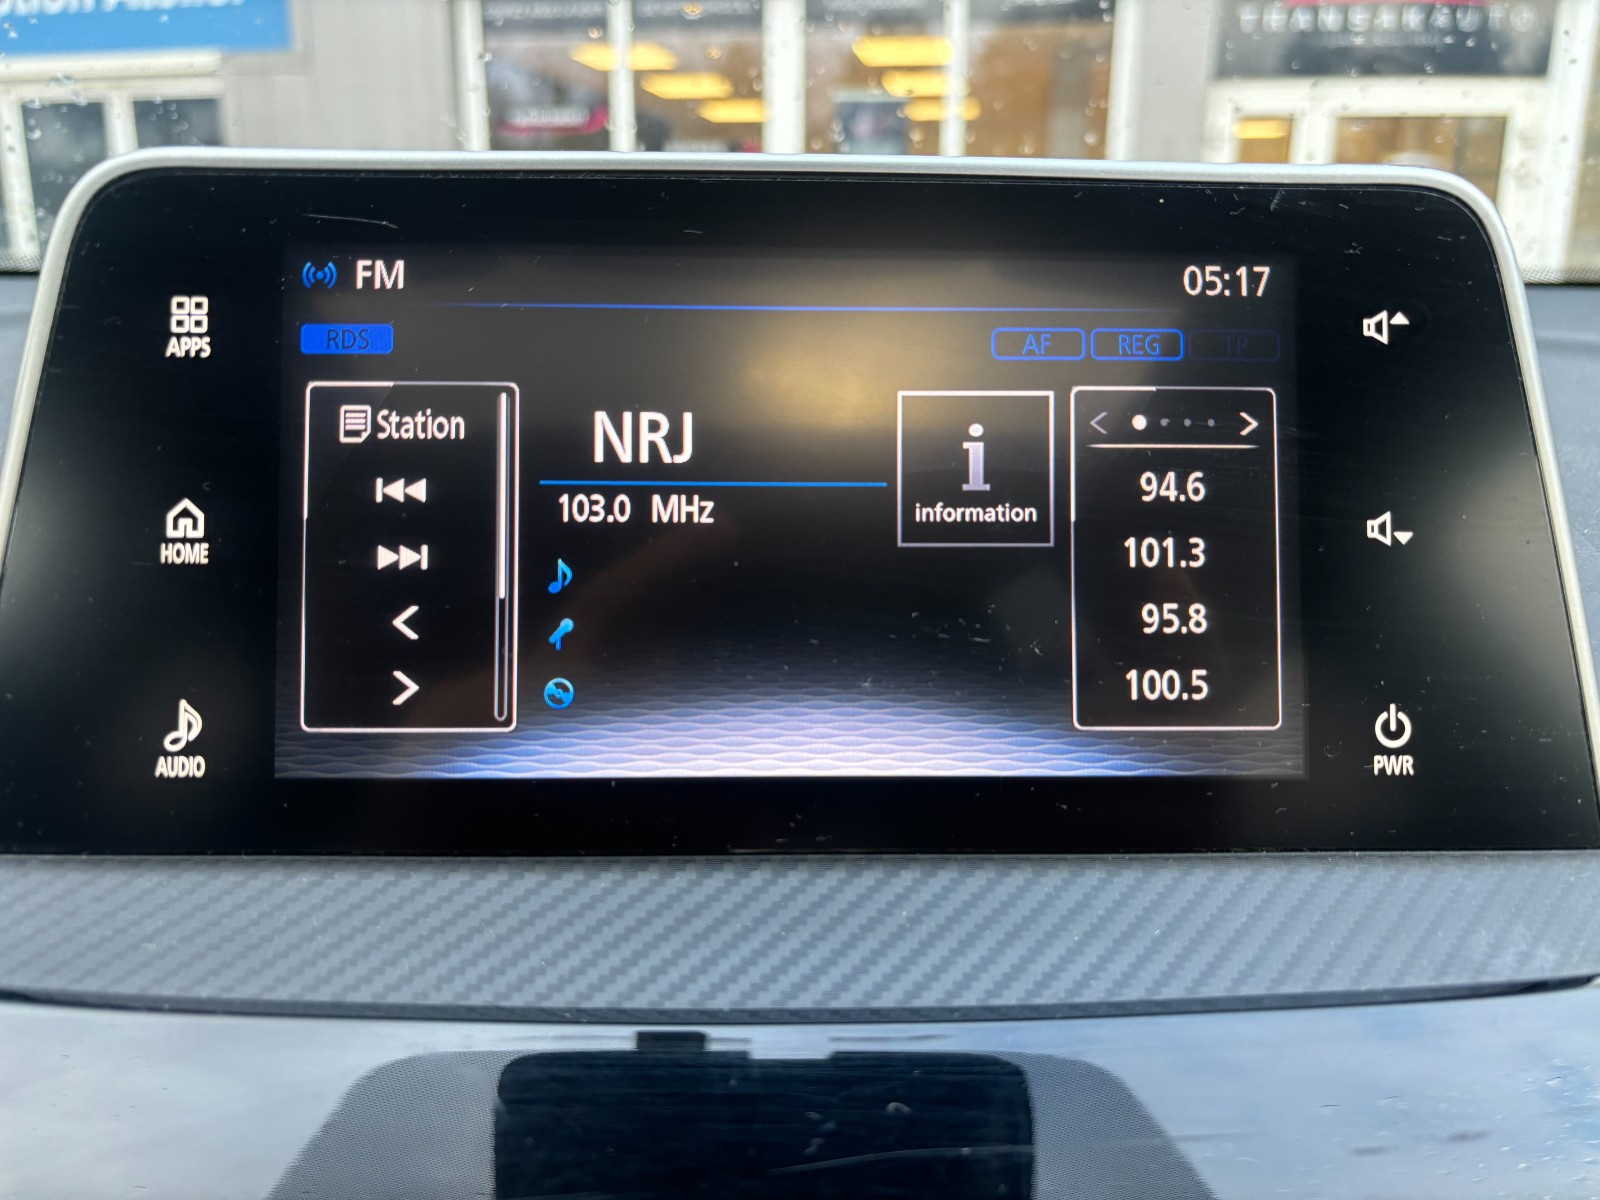 FM
05:17
RDS
AF REG TP
Station
NRJ
103.0 MHz
i
information
94.6
101.3
95.8
100.5
APPS
HOME
AUDIO
PWR